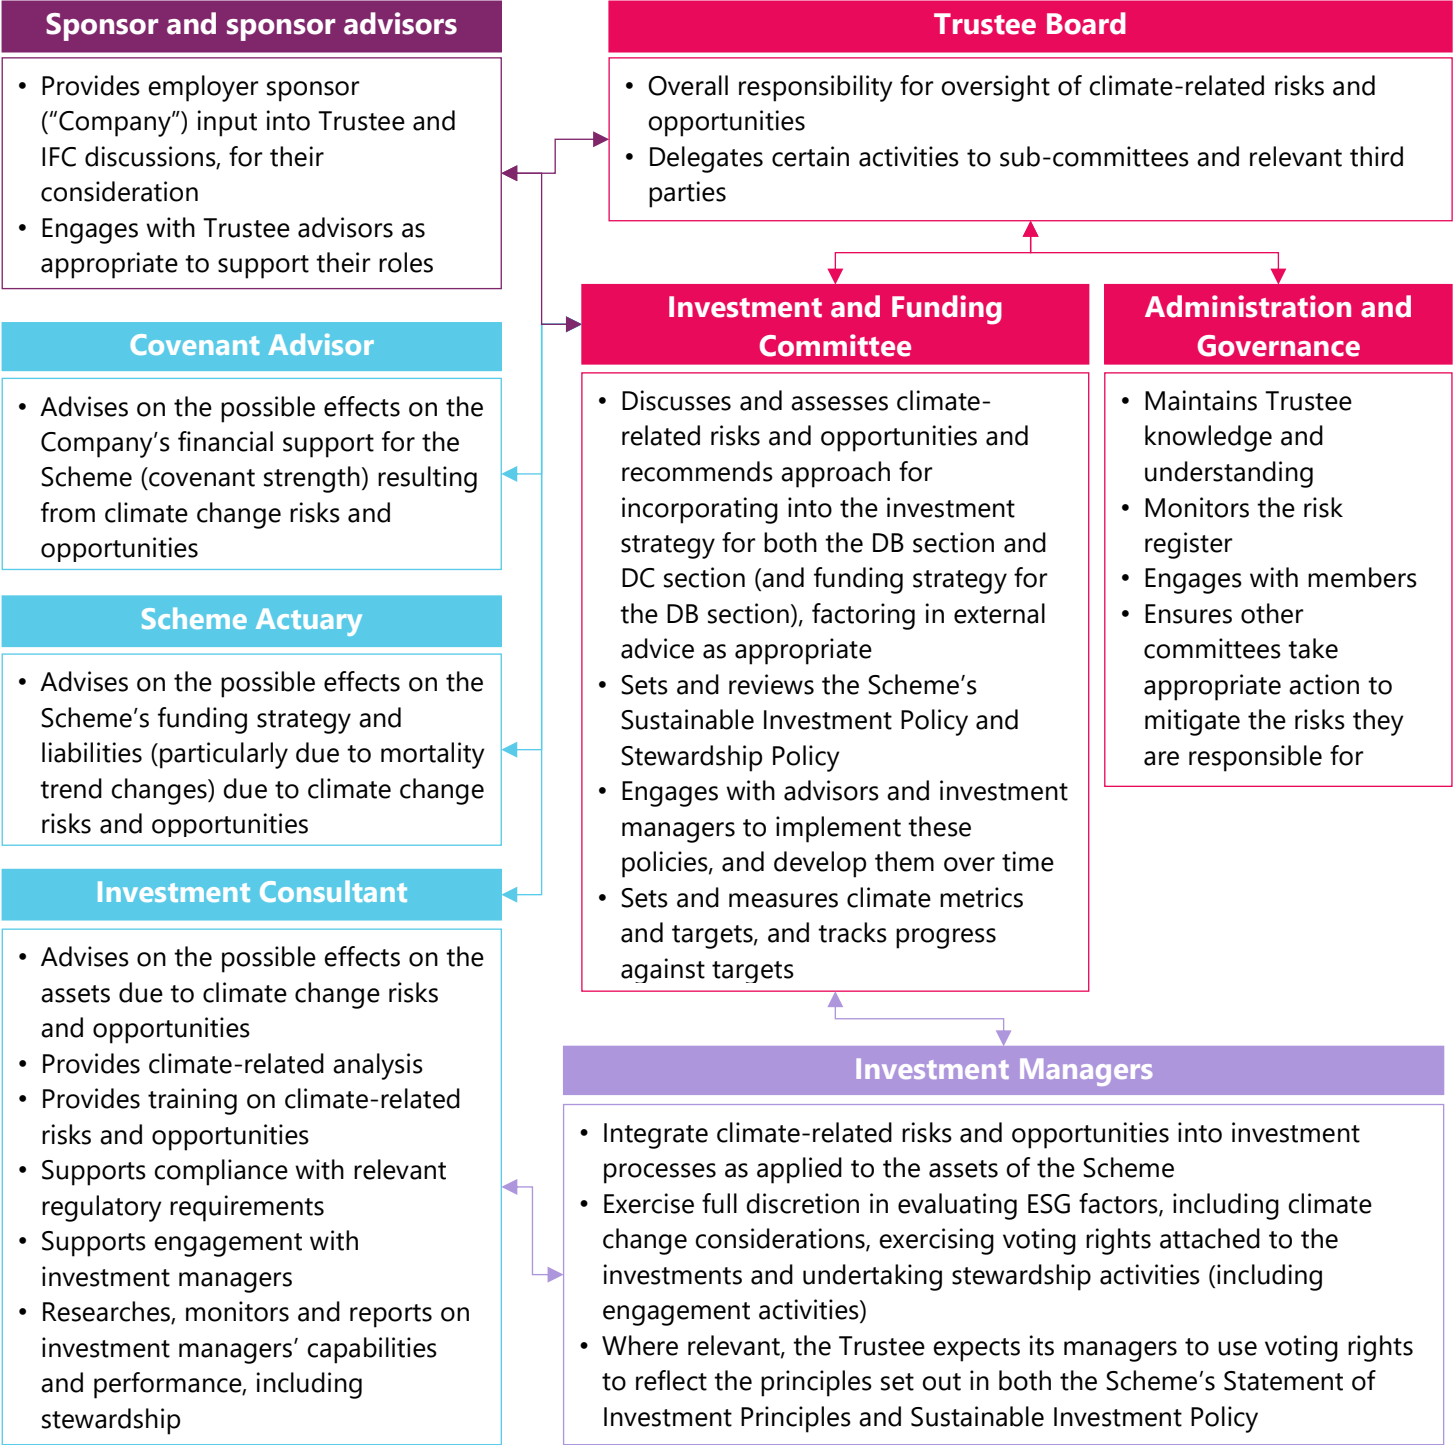 Sponsor and sponsor advisors
• Provides employer sponsor
(“Company”) input into Trustee and
IFC discussions, for their
consideration
• Engages with Trustee advisors as
appropriate to support their roles
Trustee Board
• Overall responsibility for oversight of climate-related risks and
opportunities
• Delegates certain activities to sub-committees and relevant third
parties
Covenant Advisor
• Advises on the possible effects on the
Company’s financial support for the
Scheme (covenant strength) resulting
from climate change risks and
opportunities
Scheme Actuary
• Advises on the possible effects on the
Scheme’s funding strategy and
liabilities (particularly due to mortality
trend changes) due to climate change
risks and opportunities
Investment Consultant
• Advises on the possible effects on the
assets due to climate change risks
and opportunities
• Provides climate-related analysis
• Provides training on climate-related
risks and opportunities
• Supports compliance with relevant
regulatory requirements
• Supports engagement with
investment managers
• Researches, monitors and reports on
investment managers’ capabilities
and performance, including
stewardship
Investment and Funding
Committee
• Discusses and assesses climate-
related risks and opportunities and
recommends approach for
incorporating into the investment
strategy for both the DB section and
DC section (and funding strategy for
the DB section), factoring in external
advice as appropriate
• Sets and reviews the Scheme’s
Sustainable Investment Policy and
Stewardship Policy
• Engages with advisors and investment
managers to implement these
policies, and develop them over time
• Sets and measures climate metrics
and targets, and tracks progress
against targets
Administration and
Governance
• Maintains Trustee
knowledge and
understanding
• Monitors the risk
register
• Engages with members
• Ensures other
committees take
appropriate action to
mitigate the risks they
are responsible for
Investment Managers
• Integrate climate-related risks and opportunities into investment
processes as applied to the assets of the Scheme
• Exercise full discretion in evaluating ESG factors, including climate
change considerations, exercising voting rights attached to the
investments and undertaking stewardship activities (including
engagement activities)
• Where relevant, the Trustee expects its managers to use voting rights
to reflect the principles set out in both the Scheme’s Statement of
Investment Principles and Sustainable Investment Policy